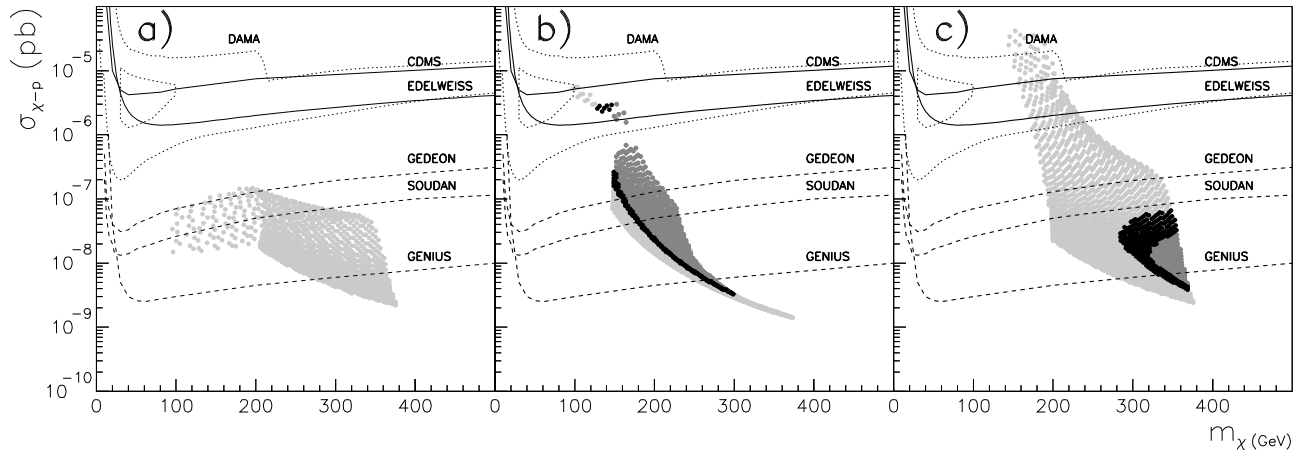 a) b) c)
DAMA DAMA DAMA
CDMS CDMS CDMS
EDELWEISS EDELWEISS EDELWEISS
GEDEON GEDEON GEDEON
SOUDAN SOUDAN SOUDAN
GENIUS GENIUS GENIUS
σχ-p (pb)
10-5
10-6
10-7
10-8
10-9
10-10
0 100 200 300 400 0 100 200 300 400 0 100 200 300 400
mχ (GeV)